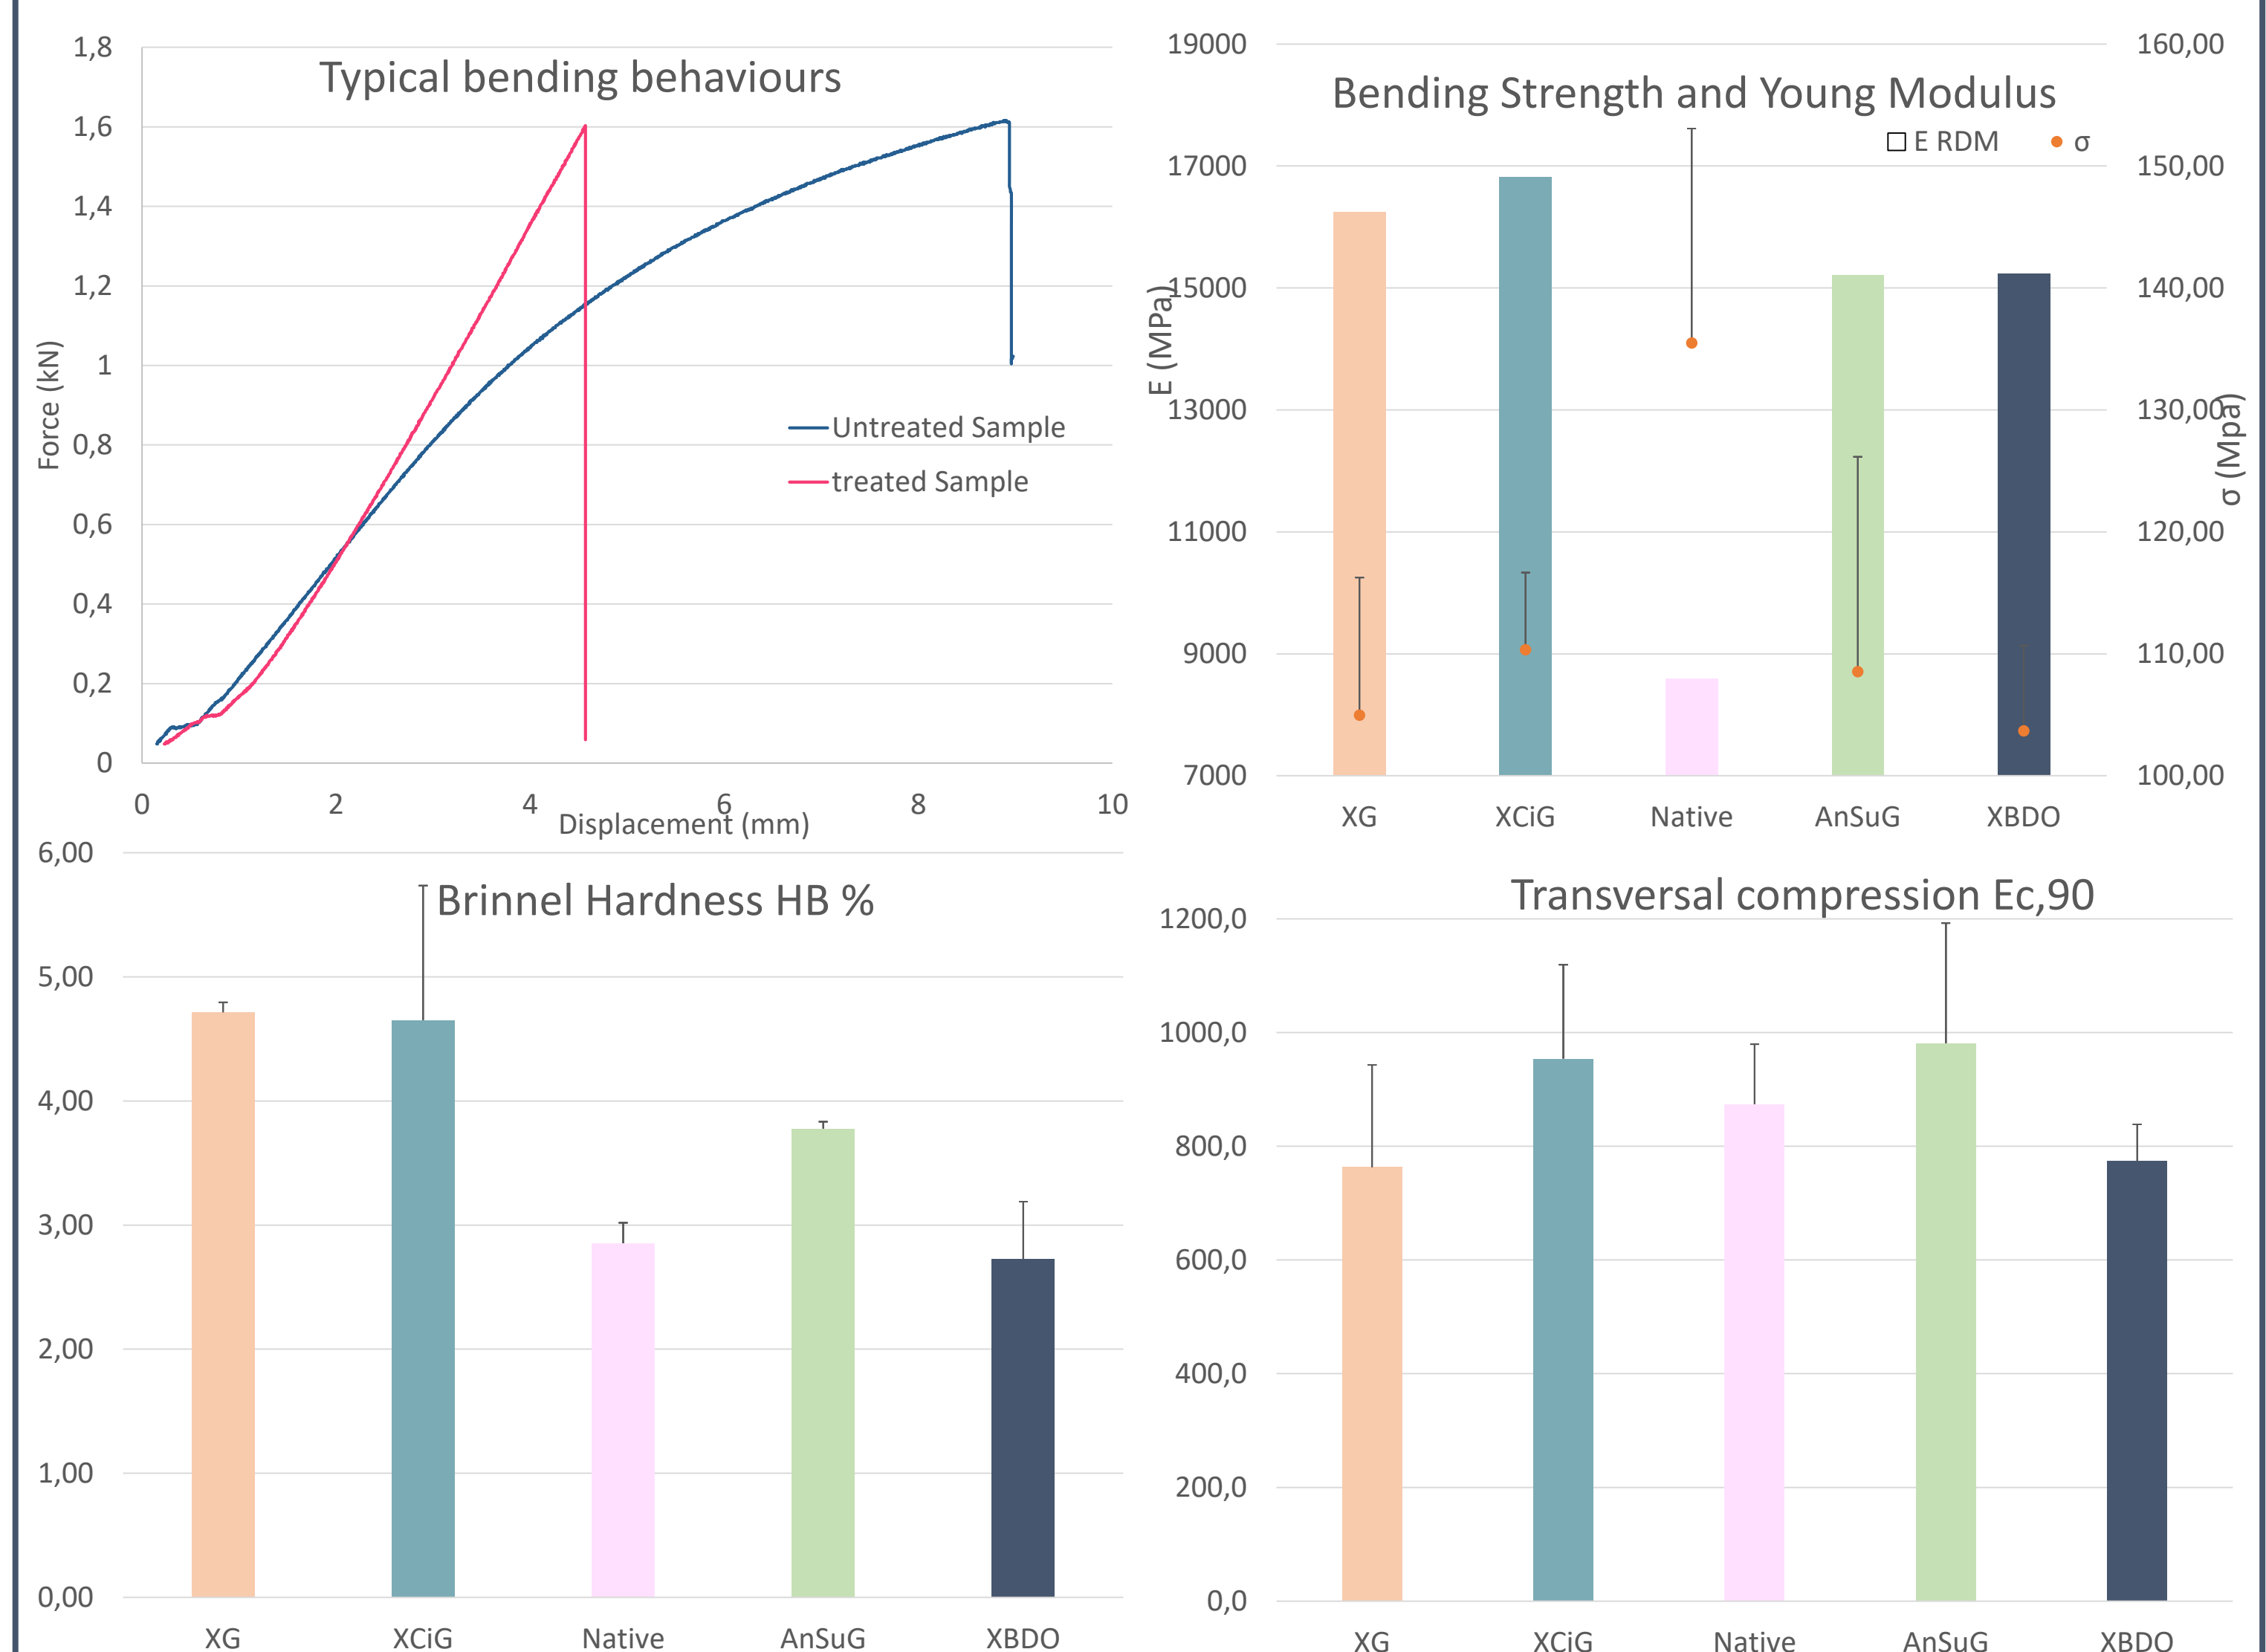 Typical bending behaviours
1,8
1,6
1,4
1,2
1
0,8
0,6
0,4
0,2
0
Force (kN)
Untreated Sample
treated Sample
0 2 4 6 8 10
Displacement (mm)
Bending Strength and Young Modulus
E RDM σ
19000
17000
15000
13000
11000
9000
7000
E (MPa)
160,00
150,00
140,00
130,00
120,00
110,00
100,00
σ (Mpa)
XG XCiG Native AnSuG XBDO
Brinnel Hardness HB %
6,00
5,00
4,00
3,00
2,00
1,00
0,00
XG XCiG Native AnSuG XBDO
Transversal compression Ec,90
1200,0
1000,0
800,0
600,0
400,0
200,0
0,0
XG XCiG Native AnSuG XBDO